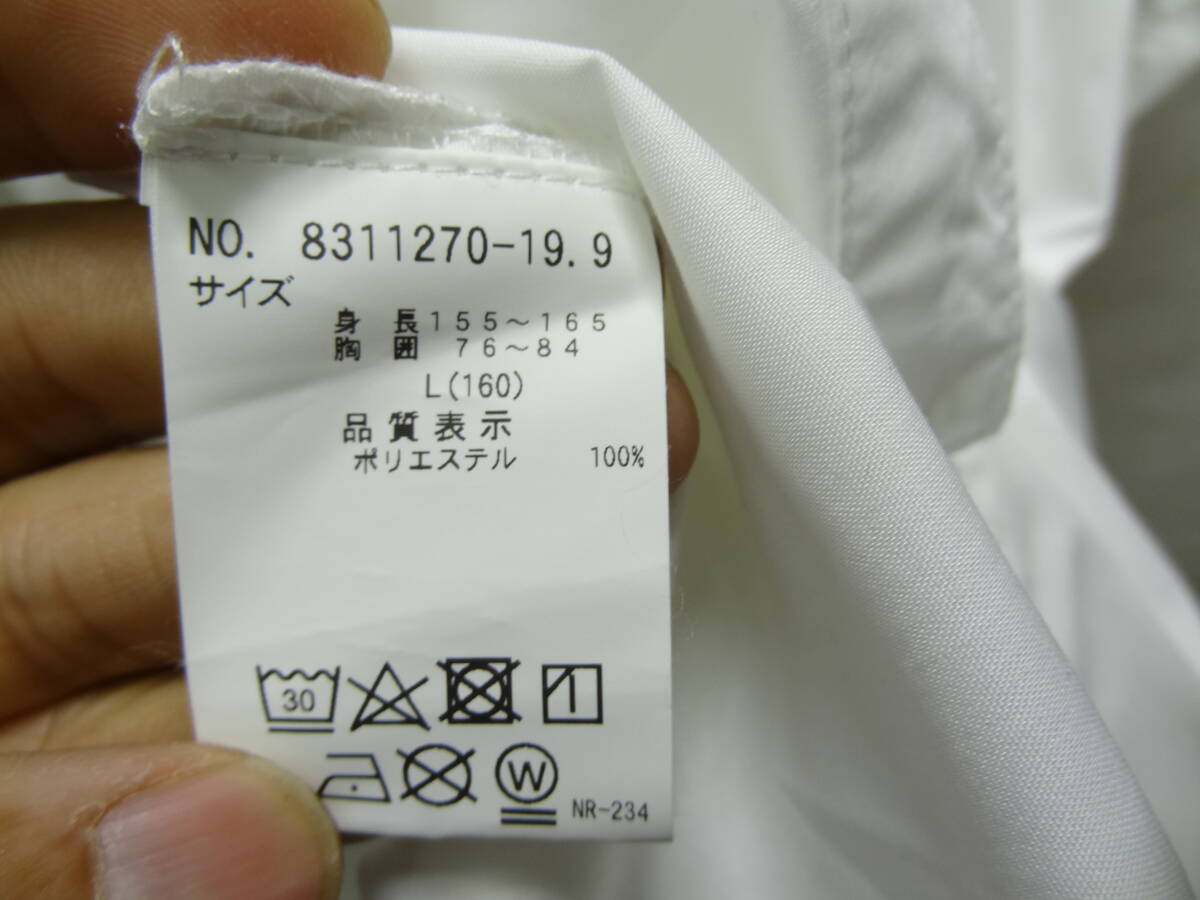 NO. 8311270-19.9
サイズ
身 長 155～165
胸 囲 76～84
L(160)
品質表示
ポリエステル 100%
30
W
NR-234